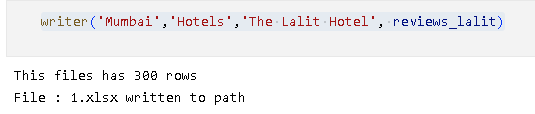 writer('Mumbai','Hotels','The Lalit Hotel', reviews_lalit)
This files has 300 rows
File : 1.xlsx written to path